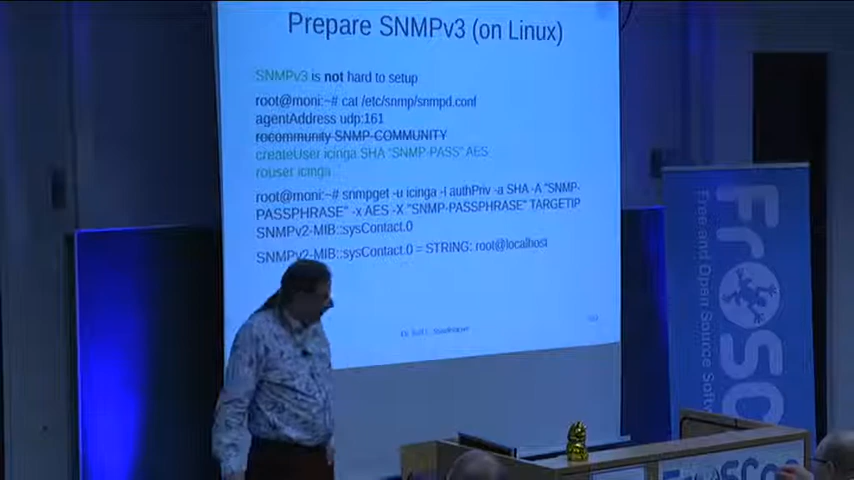 Prepare SNMPv3 (on Linux)
SNMPv3 is not hard to setup
root@moni:~# cat /etc/snmp/snmpd.conf
agentAddress udp:161
rocommunity SNMP-COMMUNITY
createUser icinga SHA "SNMP-PASS" AES
rouser icinga
root@moni:~# snmpget -u icinga -l authPriv -a SHA -A "SNMP-
PASSPHRASE" -x AES -X "SNMP-PASSPHRASE" TARGETIP
SNMPv2-MIB::sysContact.0
SNMPv2-MIB::sysContact.0 = STRING: root@localhost
FrOSCon
Free and Open Source
FrOSCon